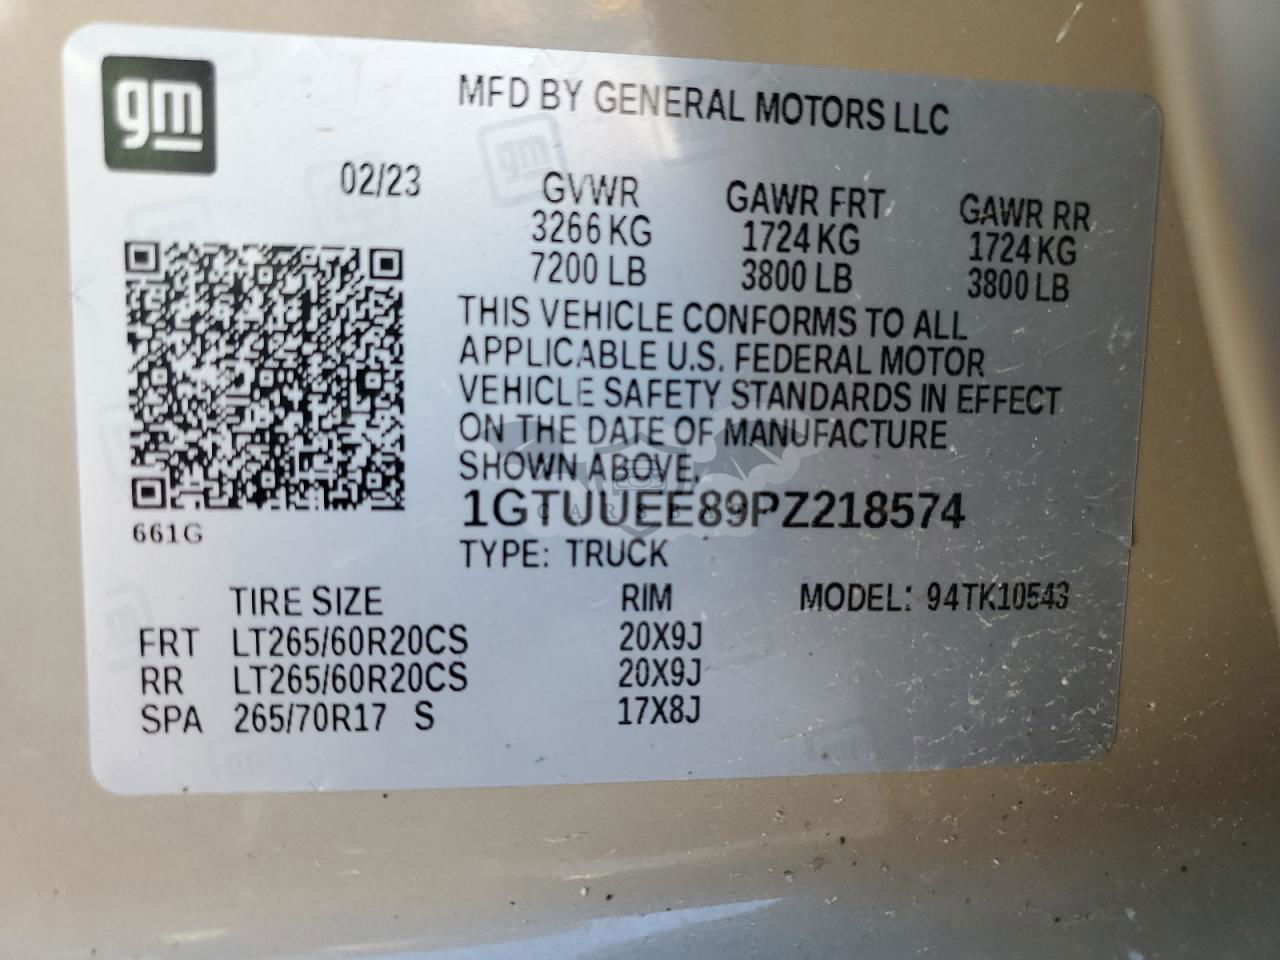 gm
MFD BY GENERAL MOTORS LLC
02/23
GVWR
3266 KG
7200 LB
GAWR FRT
1724 KG
3800 LB
GAWR RR
1724 KG
3800 LB
THIS VEHICLE CONFORMS TO ALL
APPLICABLE U.S. FEDERAL MOTOR
VEHICLE SAFETY STANDARDS IN EFFECT
ON THE DATE OF MANUFACTURE
SHOWN ABOVE.
1GTUUEE89PZ218574
661G
TYPE: TRUCK
TIRE SIZE RIM MODEL: 94TK10543
FRT LT265/60R20CS 20X9J
RR LT265/60R20CS 20X9J
SPA 265/70R17 S 17X8J